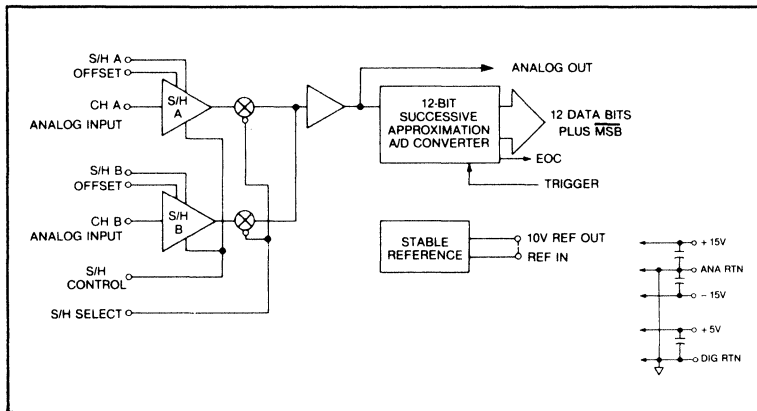 S/H A
OFFSET
CH A
ANALOG INPUT
S/H
A
S/H B
OFFSET
CH B
ANALOG INPUT
S/H
B
S/H
CONTROL
S/H SELECT
ANALOG OUT
12-BIT
SUCCESSIVE
APPROXIMATION
A/D CONVERTER
12 DATA BITS
PLUS M̅S̅B̅
EOC
TRIGGER
STABLE
REFERENCE
10V REF OUT
REF IN
+ 15V
ANA RTN
- 15V
+ 5V
DIG RTN